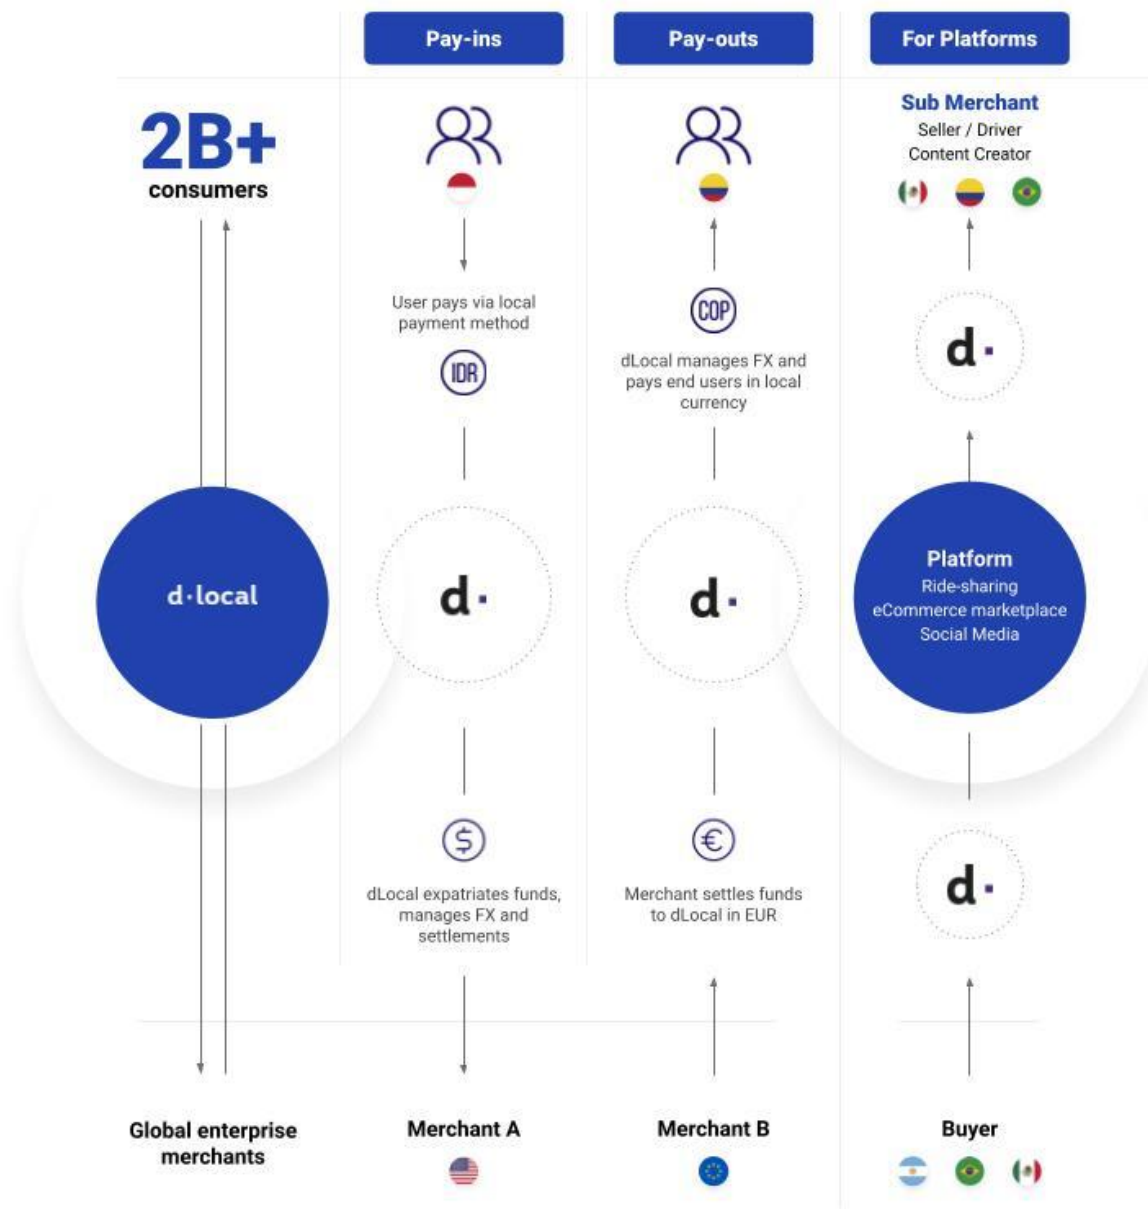 Pay-ins
Pay-outs
For Platforms
2B+
consumers
Sub Merchant
Seller / Driver
Content Creator
User pays via local
payment method
IDR
COP
dLocal manages FX and
pays end users in local
currency
d·
d·local
d·
d·
Platform
Ride-sharing
eCommerce marketplace
Social Media
$
dLocal expatriates funds,
manages FX and
settlements
€
Merchant settles funds
to dLocal in EUR
d·
Global enterprise
merchants
Merchant A
Merchant B
Buyer